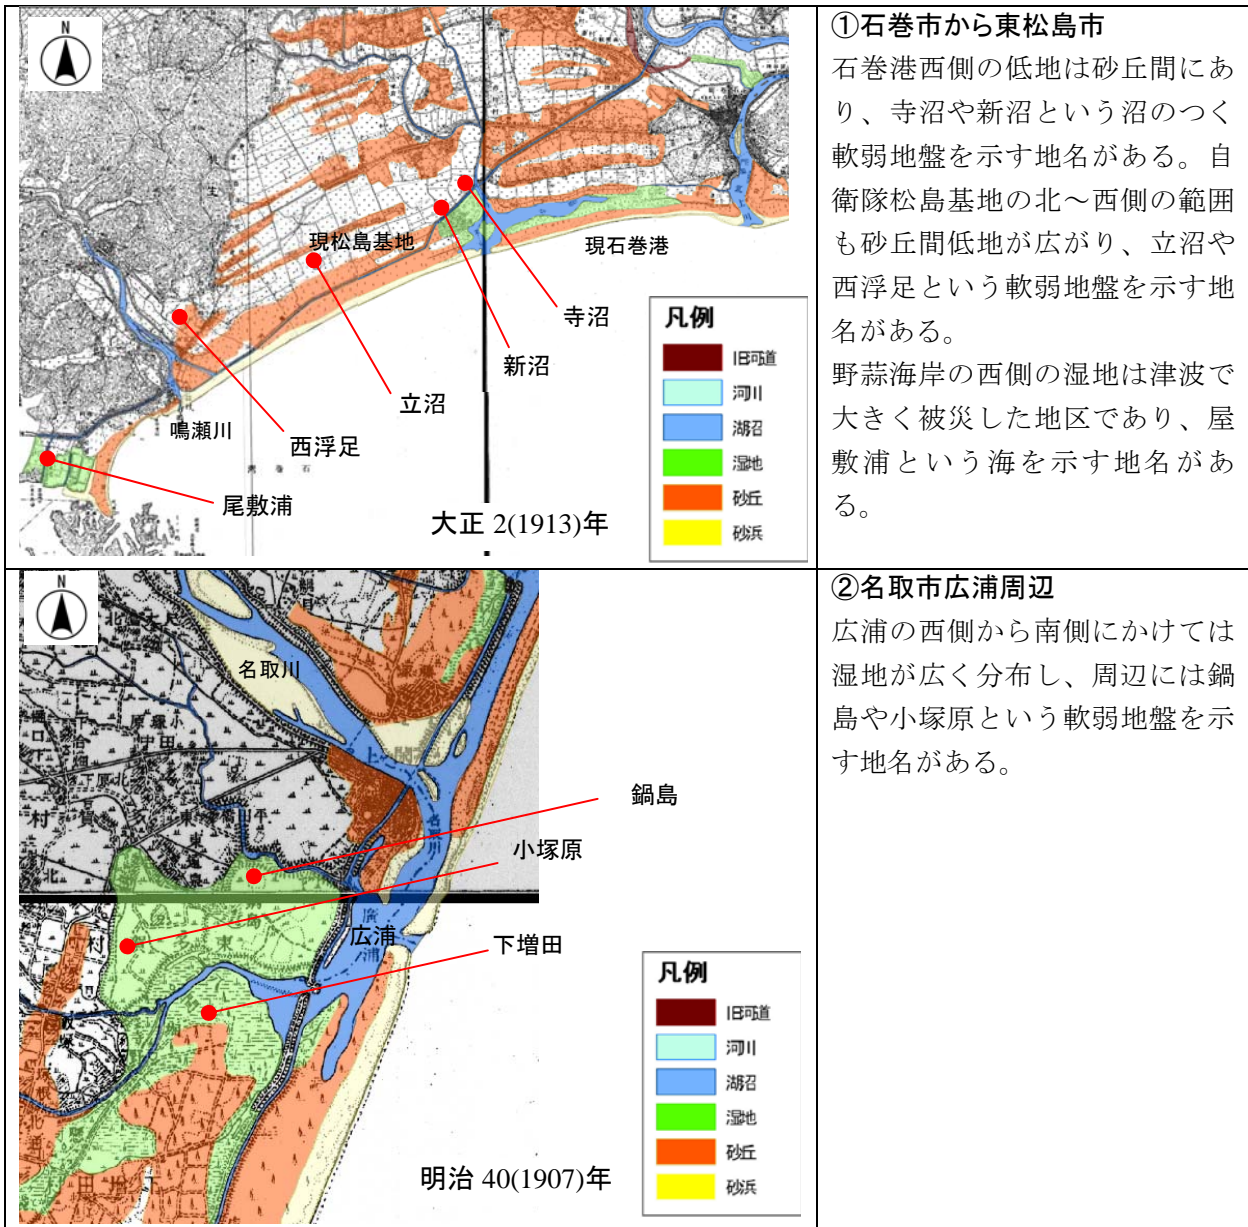 N
現松島基地
現石巻港
寺沼
新沼
立沼
西浮足
鳴瀬川
尾敷浦
大正 2(1913)年
凡例
旧河道
河川
湖沼
湿地
砂丘
砂浜
①石巻市から東松島市
石巻港西側の低地は砂丘間にあ
り、寺沼や新沼という沼のつく
軟弱地盤を示す地名がある。自
衛隊松島基地の北～西側の範囲
も砂丘間低地が広がり、立沼や
西浮足という軟弱地盤を示す地
名がある。
野蒜海岸の西側の湿地は津波で
大きく被災した地区であり、屋
敷浦という海を示す地名があ
る。
N
名取川
鍋島
小塚原
広浦
下増田
明治 40(1907)年
凡例
旧河道
河川
湖沼
湿地
砂丘
砂浜
②名取市広浦周辺
広浦の西側から南側にかけては
湿地が広く分布し、周辺には鍋
島や小塚原という軟弱地盤を示
す地名がある。